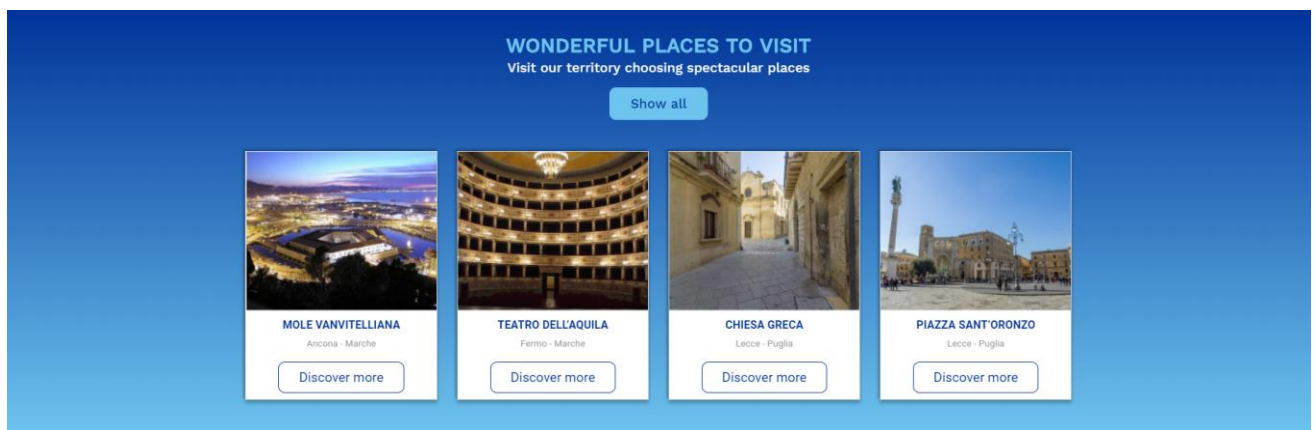 WONDERFUL PLACES TO VISIT
Visit our territory choosing spectacular places
Show all
MOLE VANVITELLIANA
Ancona - Marche
Discover more
TEATRO DELL'AQUILA
Fermo - Marche
Discover more
CHIESA GRECA
Lecce - Puglia
Discover more
PIAZZA SANT'ORONZO
Lecce - Puglia
Discover more